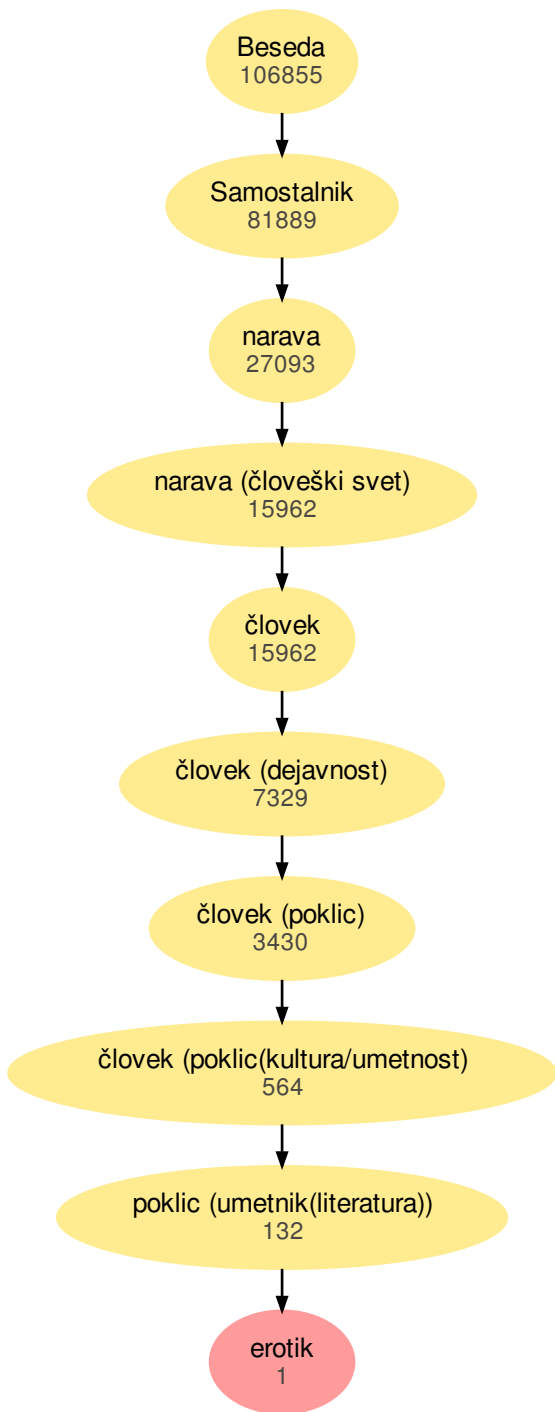 Beseda
106855
Samostalnik
81889
narava
27093
narava (človeški svet)
15962
človek
15962
človek (dejavnost)
7329
človek (poklic)
3430
človek (poklic(kultura/umetnost)
564
poklic (umetnik(literatura))
132
erotik
1